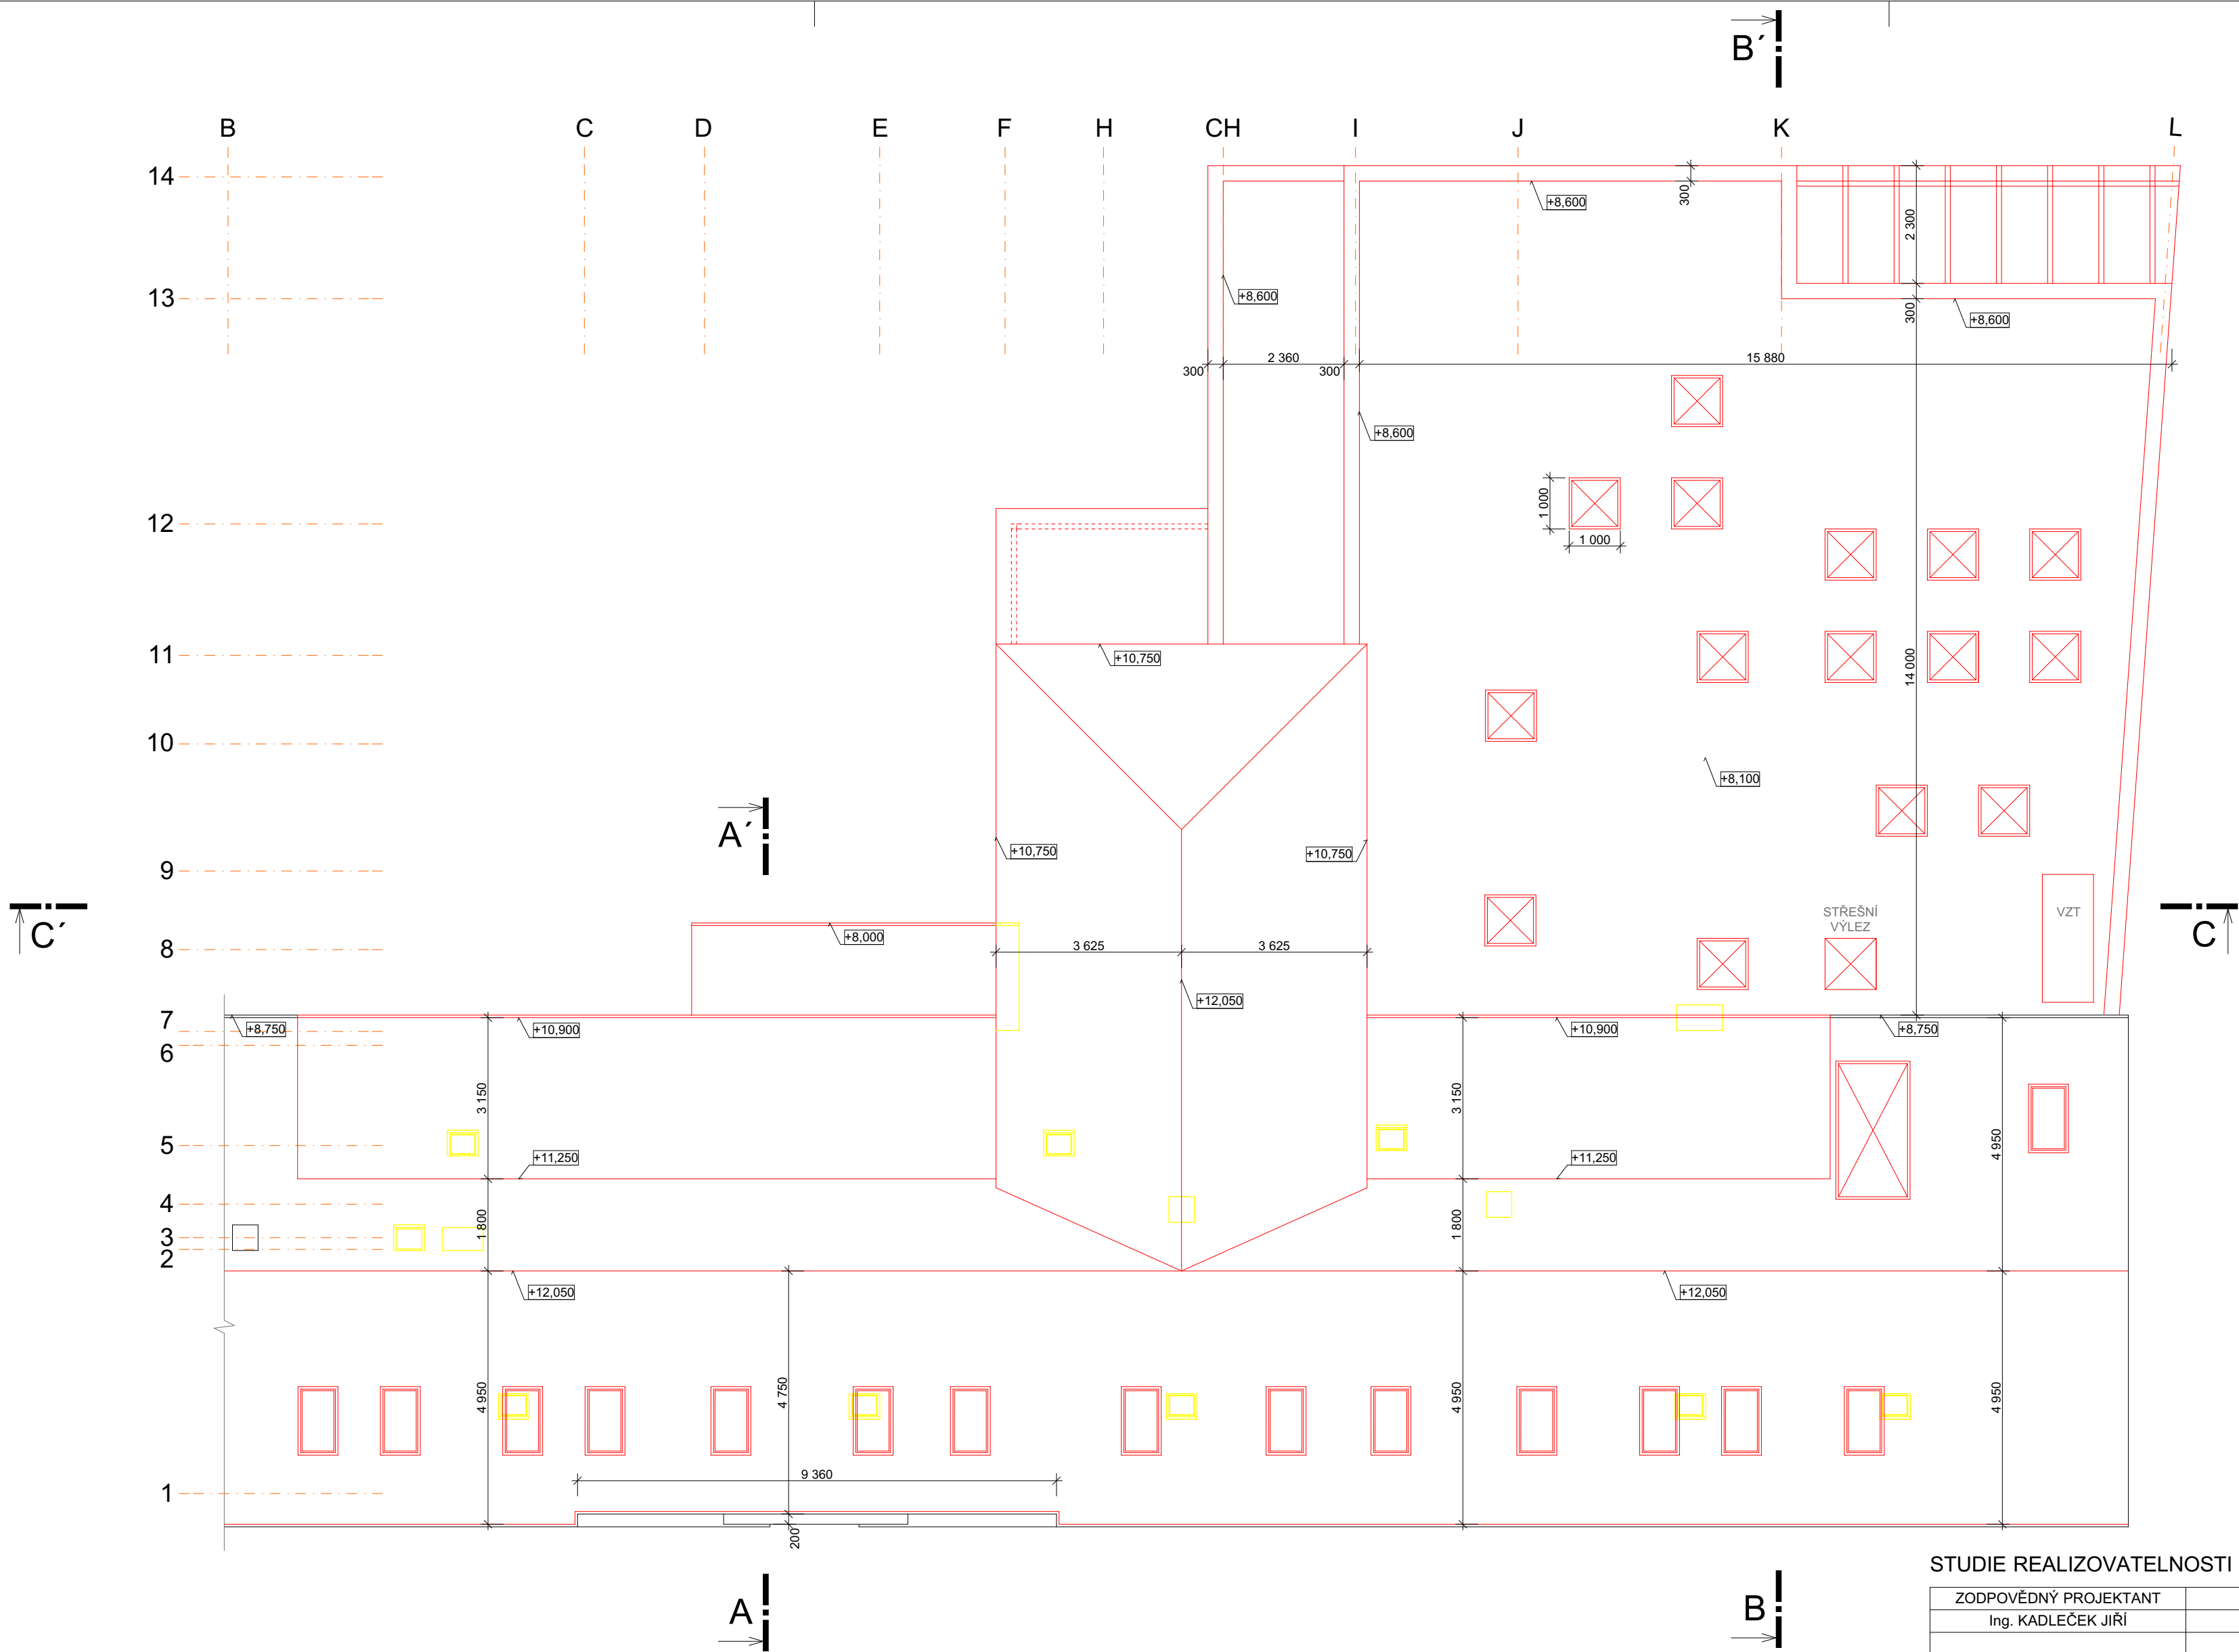 B´
B
C
D
E
F
H
CH
I
J
K
L
14
+8,600
300
2 300
13
+8,600
300
+8,600
300
2 360
300
15 880
+8,600
1 000
1 000
12
11
+10,750
14 000
10
+8,100
A´
9
+10,750
+10,750
C´
STŘEŠNÍ
VÝLEZ
VZT
C
8
+8,000
3 625
3 625
+12,050
7
+8,750
+10,900
+10,900
+8,750
6
3 150
3 150
4 950
5
+11,250
+11,250
4
1 800
1 800
3
2
+12,050
+12,050
4 950
4 750
4 950
4 950
9 360
1
200
STUDIE REALIZOVATELNOSTI
ZODPOVĚDNÝ PROJEKTANT
Ing. KADLEČEK JIŘÍ
A
B